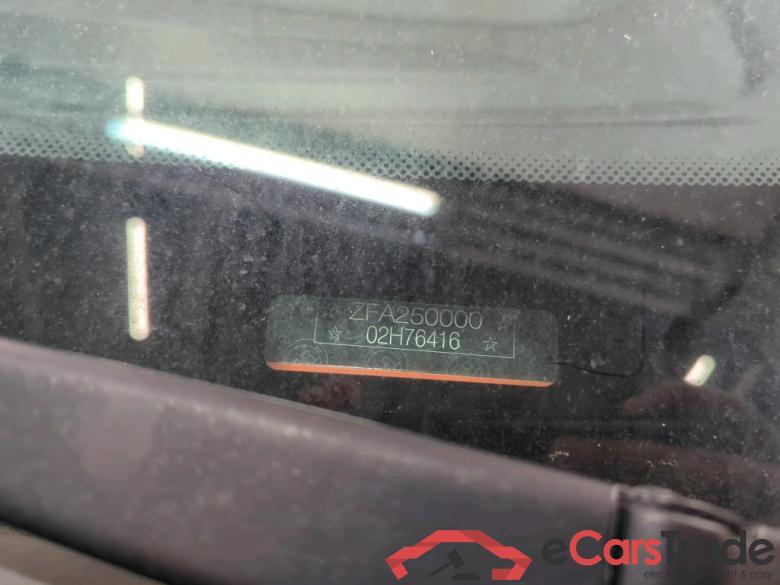 ZFA250000
☆ 02H76416 ☆
eCarsTrade